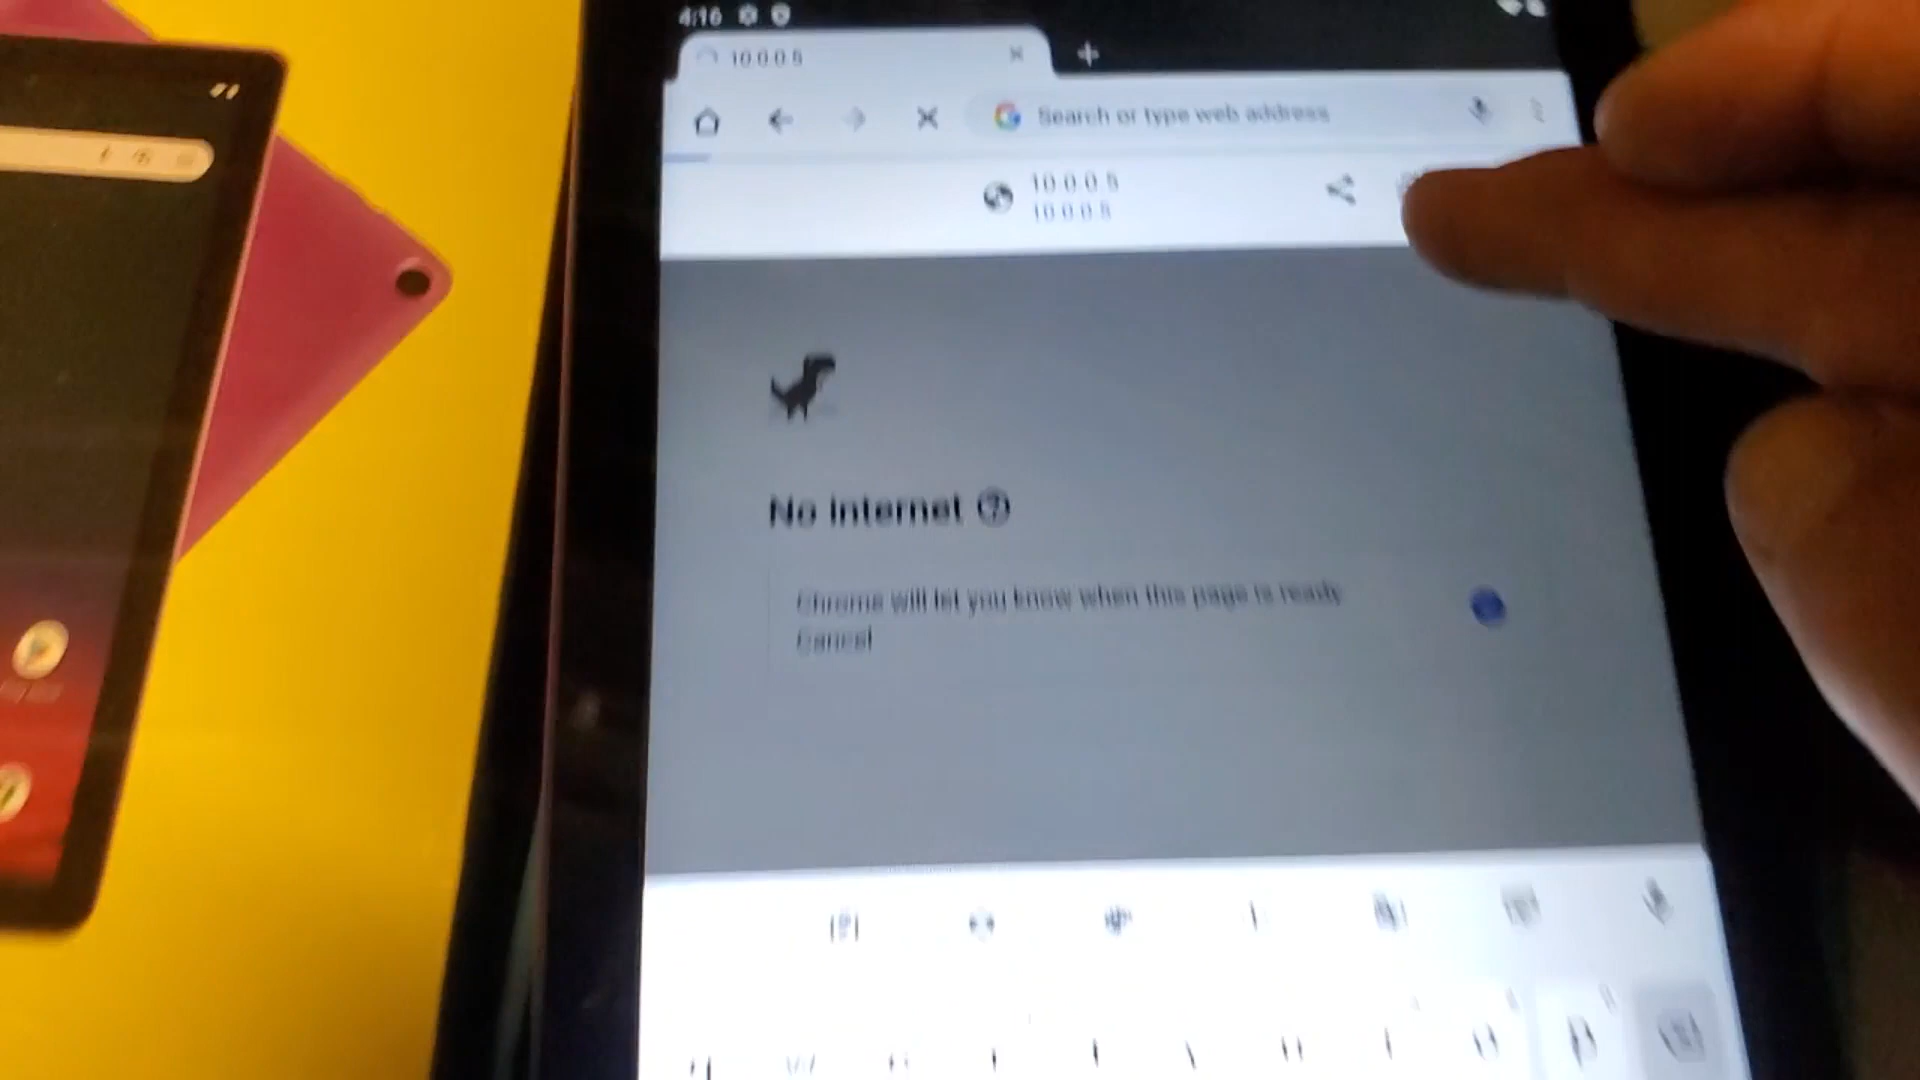 4:16
10.0.0.5
Search or type web address
10.0.0.5
10.0.0.5
No internet
Chrome will let you know when this page is ready
Cancel